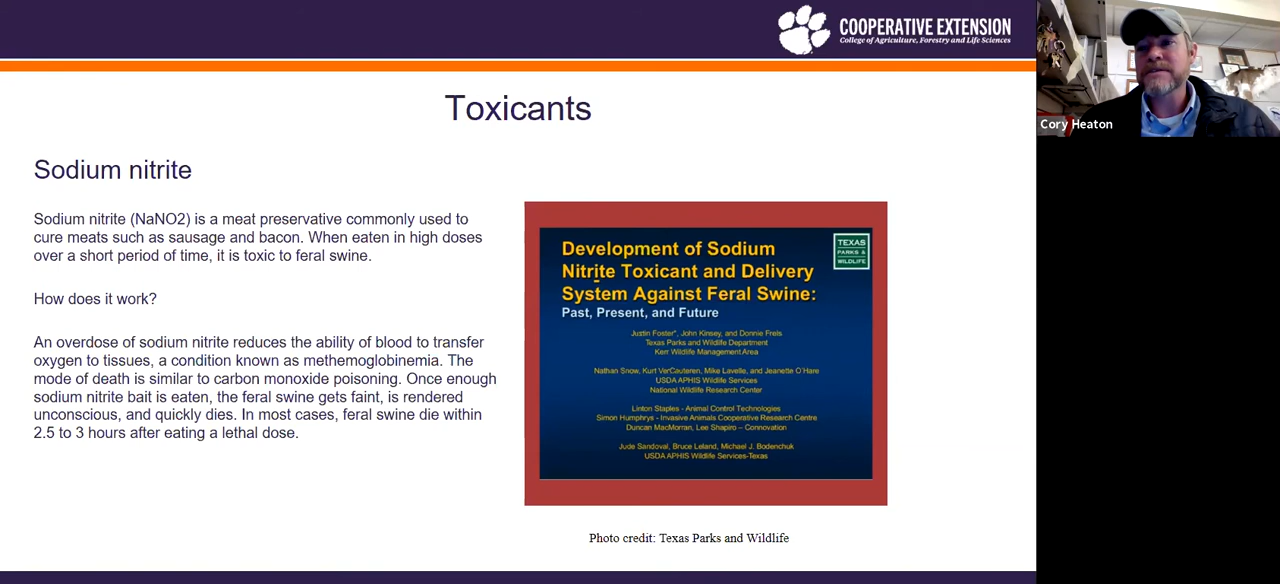 COOPERATIVE EXTENSION
College of Agriculture, Forestry and Life Sciences
Cory Heaton
Toxicants
Sodium nitrite
Sodium nitrite (NaNO2) is a meat preservative commonly used to
cure meats such as sausage and bacon. When eaten in high doses
over a short period of time, it is toxic to feral swine.
How does it work?
An overdose of sodium nitrite reduces the ability of blood to transfer
oxygen to tissues, a condition known as methemoglobinemia. The
mode of death is similar to carbon monoxide poisoning. Once enough
sodium nitrite bait is eaten, the feral swine gets faint, is rendered
unconscious, and quickly dies. In most cases, feral swine die within
2.5 to 3 hours after eating a lethal dose.
TEXAS
PARKS &
WILDLIFE
Development of Sodium
Nitrite Toxicant and Delivery
System Against Feral Swine:
Past, Present, and Future
Justin Foster*, John Kinsey, and Donnie Frels
Texas Parks and Wildlife Department
Kerr Wildlife Management Area
Nathan Snow, Kurt VerCauteren, Mike Lavelle, and Jeanette O'Hare
USDA APHIS Wildlife Services
National Wildlife Research Center
Linton Staples - Animal Control Technologies
Simon Humphrys - Invasive Animals Cooperative Research Centre
Duncan MacMorran, Lee Shapiro – Connovation
Jude Sandoval, Bruce Leland, Michael J. Bodenchuk
USDA APHIS Wildlife Services-Texas
Photo credit: Texas Parks and Wildlife